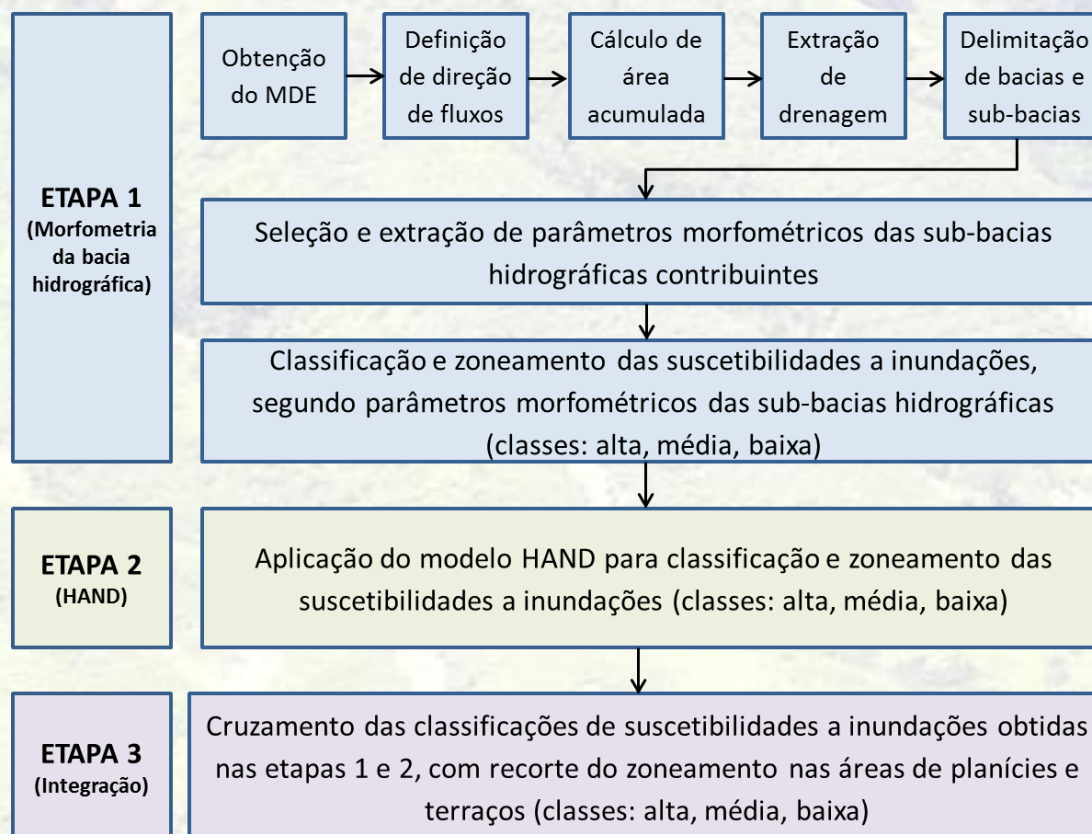 ETAPA 1
(Morfometria
da bacia
hidrográfica)
Obtenção
do MDE
Definição
de direção
de fluxos
Cálculo de
área
acumulada
Extração
de
drenagem
Delimitação
de bacias e
sub-bacias
Seleção e extração de parâmetros morfométricos das sub-bacias
hidrográficas contribuintes
Classificação e zoneamento das suscetibilidades a inundações,
segundo parâmetros morfométricos das sub-bacias hidrográficas
(classes: alta, média, baixa)
ETAPA 2
(HAND)
Aplicação do modelo HAND para classificação e zoneamento das
suscetibilidades a inundações (classes: alta, média, baixa)
ETAPA 3
(Integração)
Cruzamento das classificações de suscetibilidades a inundações obtidas
nas etapas 1 e 2, com recorte do zoneamento nas áreas de planícies e
terraços (classes: alta, média, baixa)